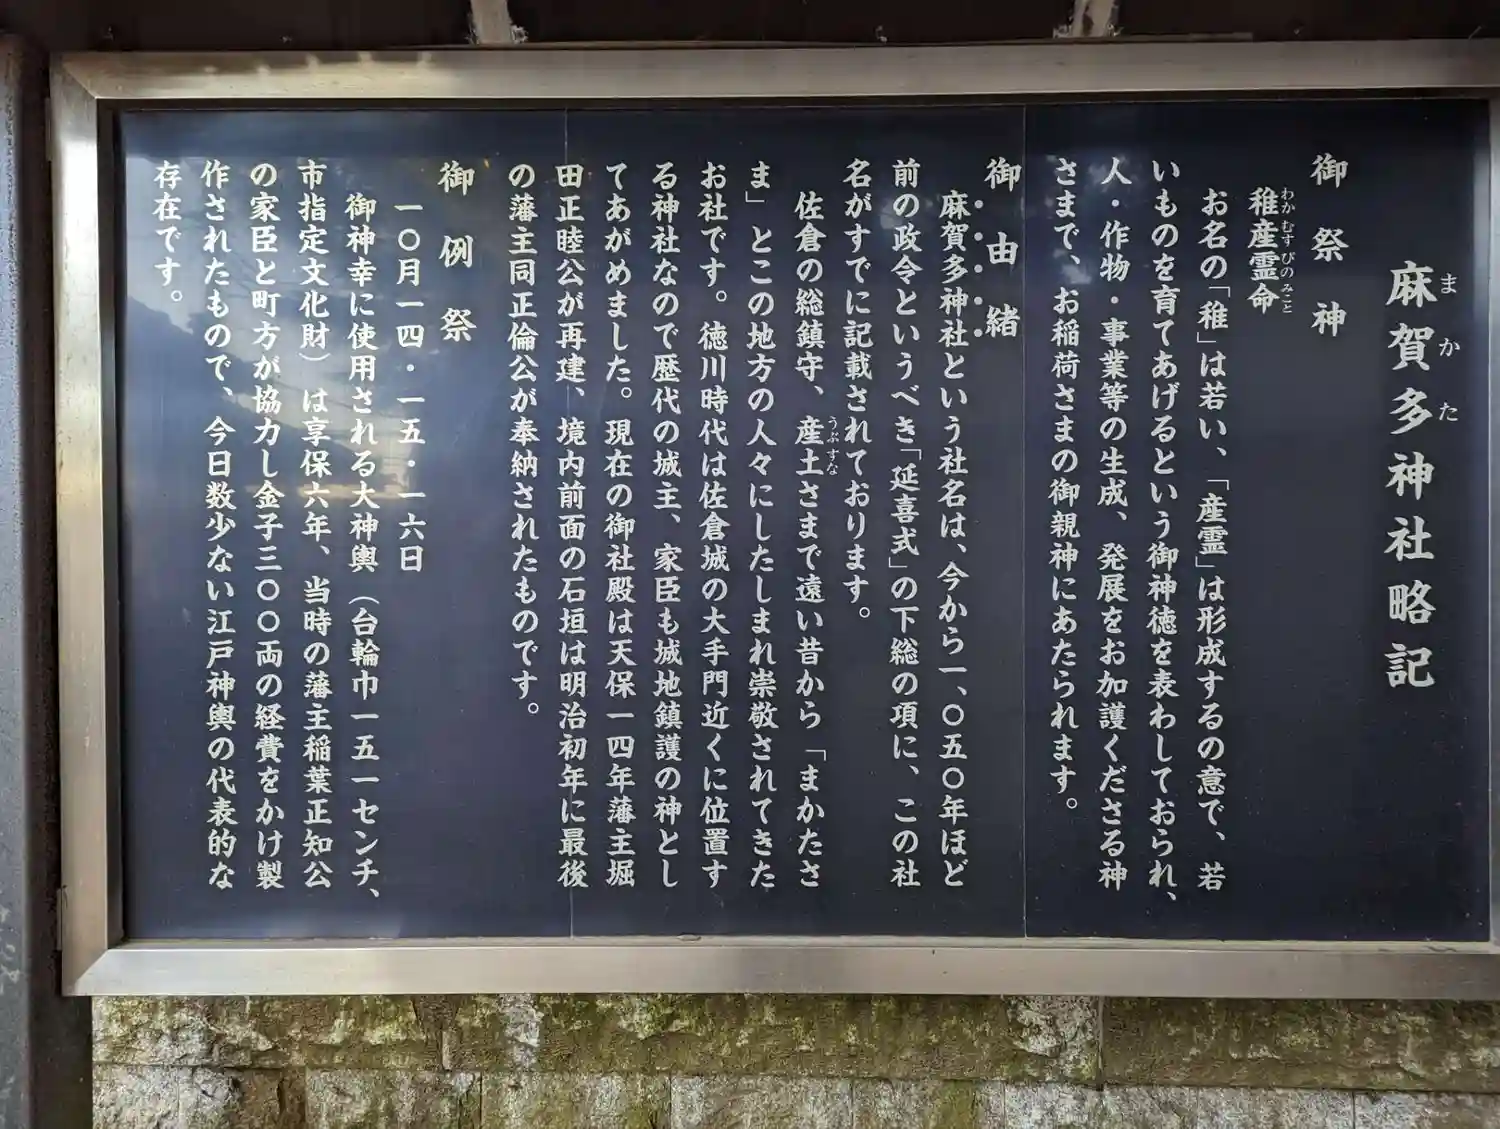 麻賀多神社略記
まかた
御祭神
稚産霊命
わかむすびのみこと
お名の「稚」は若い、「産霊」は形成するの意で、若
いものを育てあげるという御神徳を表わしておられ、
人・作物・事業等の生成、発展をお加護くださる神
さまで、お稲荷さまの御親神にあたられます。
御由緒
麻賀多神社という社名は、今から一、〇五〇年ほど
前の政令というべき「延喜式」の下総の項に、この社
名がすでに記載されております。
佐倉の総鎮守、産土さまで遠い昔から「まかたさ
うぶすな
ま」とこの地方の人々にしたしまれ崇敬されてきた
お社です。徳川時代は佐倉城の大手門近くに位置す
る神社なので歴代の城主、家臣も城地鎮護の神とし
てあがめました。現在の御社殿は天保一四年藩主堀
田正睦公が再建、境内前面の石垣は明治初年に最後
の藩主同正倫公が奉納されたものです。
御例祭
一〇月一四・一五・一六日
御神幸に使用される大神輿（台輪巾一五一センチ、
市指定文化財）は享保六年、当時の藩主稲葉正知公
の家臣と町方が協力し金子三〇〇両の経費をかけ製
作されたもので、今日数少ない江戸神輿の代表的な
存在です。